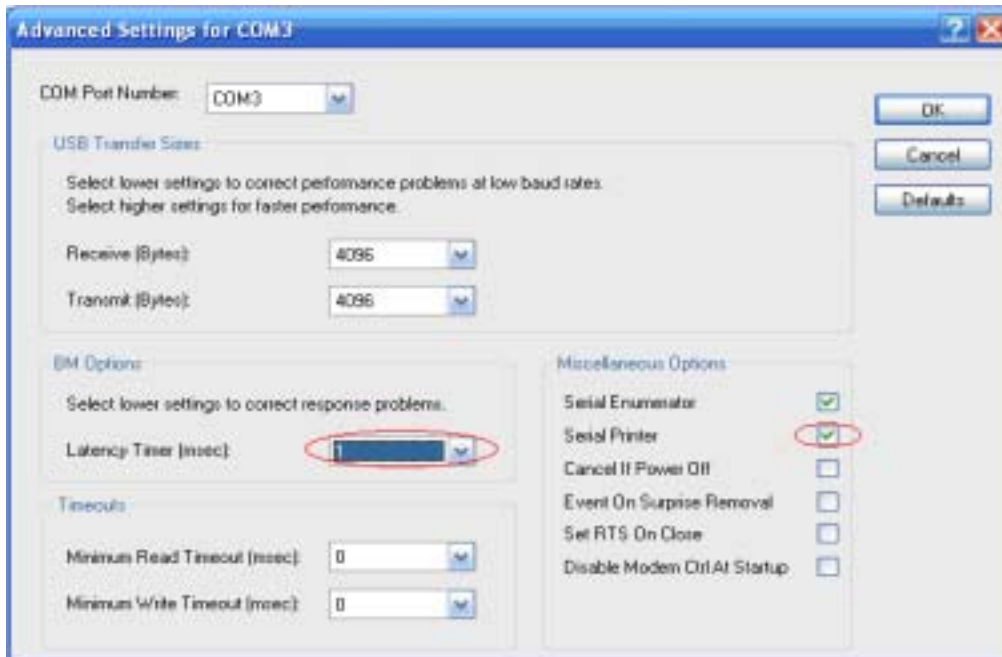 Advanced Settings for COM3
COM Port Number: COM3
OK
Cancel
Defaults
USB Transfer Sizes
Select lower settings to correct performance problems at low baud rates.
Select higher settings for faster performance.
Receive (Bytes): 4096
Transmit (Bytes): 4096
BM Options
Select lower settings to correct response problems.
Latency Timer (msec): 1
Timeouts
Minimum Read Timeout (msec): 0
Minimum Write Timeout (msec): 0
Miscellaneous Options
Serial Enumerator
Serial Printer
Cancel If Power Off
Event On Surprise Removal
Set RTS On Close
Disable Modem Ctrl At Startup